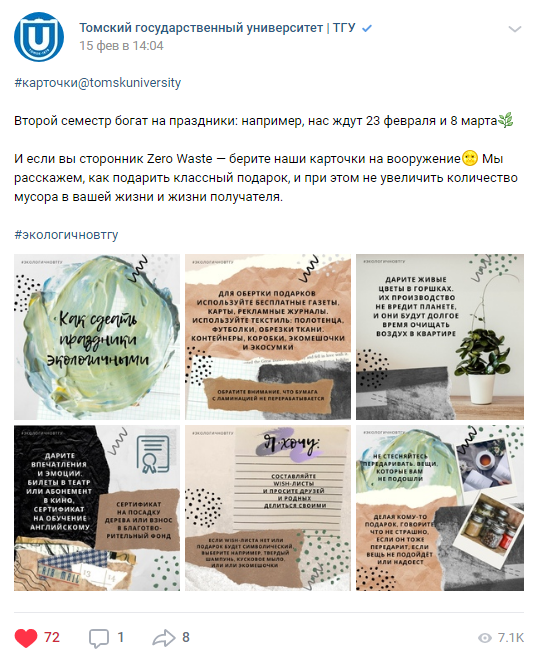 Томский государственный университет | ТГУ
15 фев в 14:04
#карточки@tomskuniversity
Второй семестр богат на праздники: например, нас ждут 23 февраля и 8 марта🌿
И если вы сторонник Zero Waste — берите наши карточки на вооружение🙂 Мы
расскажем, как подарить классный подарок, и при этом не увеличить количество
мусора в вашей жизни и жизни получателя.
#экологичновтгу
#ЭКОЛОГИЧНОВТГУ
Как сделать
праздники
экологичными
#ЭКОЛОГИЧНОВТГУ
ДЛЯ ОБЕРТКИ ПОДАРКОВ
ИСПОЛЬЗУЙТЕ БЕСПЛАТНЫЕ ГАЗЕТЫ,
КАРТЫ, РЕКЛАМНЫЕ ЖУРНАЛЫ.
ИСПОЛЬЗУЙТЕ ТЕКСТИЛЬ: ПОЛОТЕНЦА,
ФУТБОЛКИ, ОБРЕЗКИ ТКАНИ,
КОНТЕЙНЕРЫ, КОРОБКИ, ЭКОМЕШОЧКИ
И ЭКОСУМКИ
ОБРАТИТЕ ВНИМАНИЕ, ЧТО БУМАГА
С ЛАМИНАЦИЕЙ НЕ ПЕРЕРАБАТЫВАЕТСЯ
#ЭКОЛОГИЧНОВТГУ
ДАРИТЕ ЖИВЫЕ
ЦВЕТЫ В ГОРШКАХ.
ИХ ПРОИЗВОДСТВО
НЕ ВРЕДИТ ПЛАНЕТЕ,
И ОНИ БУДУТ ДОЛГОЕ
ВРЕМЯ ОЧИЩАТЬ
ВОЗДУХ В КВАРТИРЕ
#ЭКОЛОГИЧНОВТГУ
ДАРИТЕ
ВПЕЧАТЛЕНИЯ
И ЭМОЦИИ.
БИЛЕТЫ В ТЕАТР
ИЛИ АБОНЕМЕНТ
В КИНО,
СЕРТИФИКАТ
НА ОБУЧЕНИЕ
АНГЛИЙСКОМУ
СЕРТИФИКАТ
НА ПОСАДКУ
ДЕРЕВА ИЛИ ВЗНОС
В БЛАГОТВО-
РИТЕЛЬНЫЙ ФОНД
#ЭКОЛОГИЧНОВТГУ
Я хочу:
СОСТАВЛЯЙТЕ
WISH-ЛИСТЫ
И ПРОСИТЕ ДРУЗЕЙ
И РОДНЫХ
ДЕЛИТЬСЯ СВОИМИ
ЕСЛИ WISH-ЛИСТА НЕТ ИЛИ
ПОДАРОК БУДЕТ СИМВОЛИЧЕСКИЙ,
ВЫБЕРИТЕ НАПРИМЕР, ТВЕРДЫЙ
ШАМПУНЬ, КУСКОВОЕ МЫЛО,
ИЛИ ИЛИ ЭКОМЕШОЧКИ
#ЭКОЛОГИЧНОВТГУ
НЕ СТЕСНЯЙТЕСЬ
ПЕРЕДАРИВАТЬ. ВЕЩИ,
КОТОРЫЕ ВАМ
НЕ ПОДОШЛИ
ДЕЛАЯ КОМУ-ТО
ПОДАРОК, ГОВОРИТЕ
ЧТО НЕ СТРАШНО,
ЕСЛИ ОН ТОЖЕ
ПЕРЕДАРИТ, ЕСЛИ
ВЕЩЬ НЕ ПОДОЙДЁТ
ИЛИ НАДОЕСТ
72
1
8
7.1K